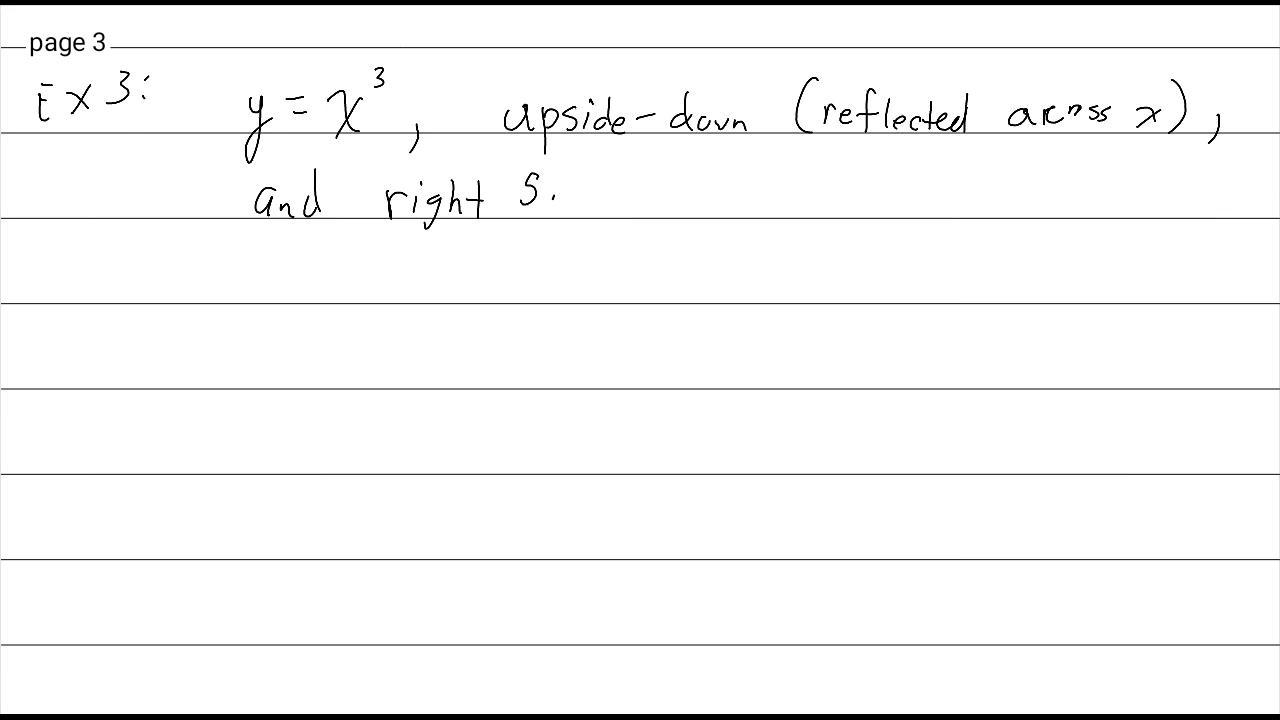 page 3
Ex 3: y = x³, upside-down (reflected across x),
and right 5.